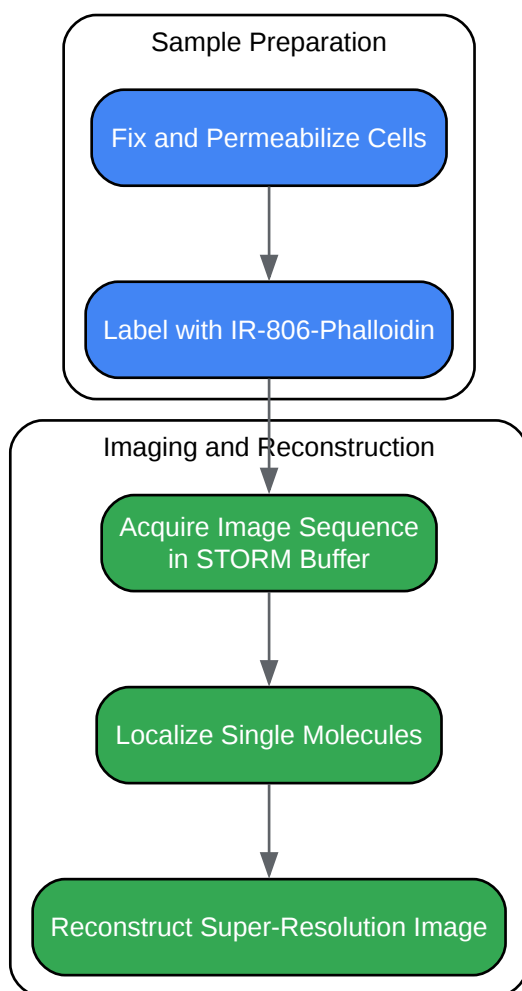 Sample Preparation
Fix and Permeabilize Cells
Label with IR-806-Phalloidin
Imaging and Reconstruction
Acquire Image Sequence
in STORM Buffer
Localize Single Molecules
Reconstruct Super-Resolution Image